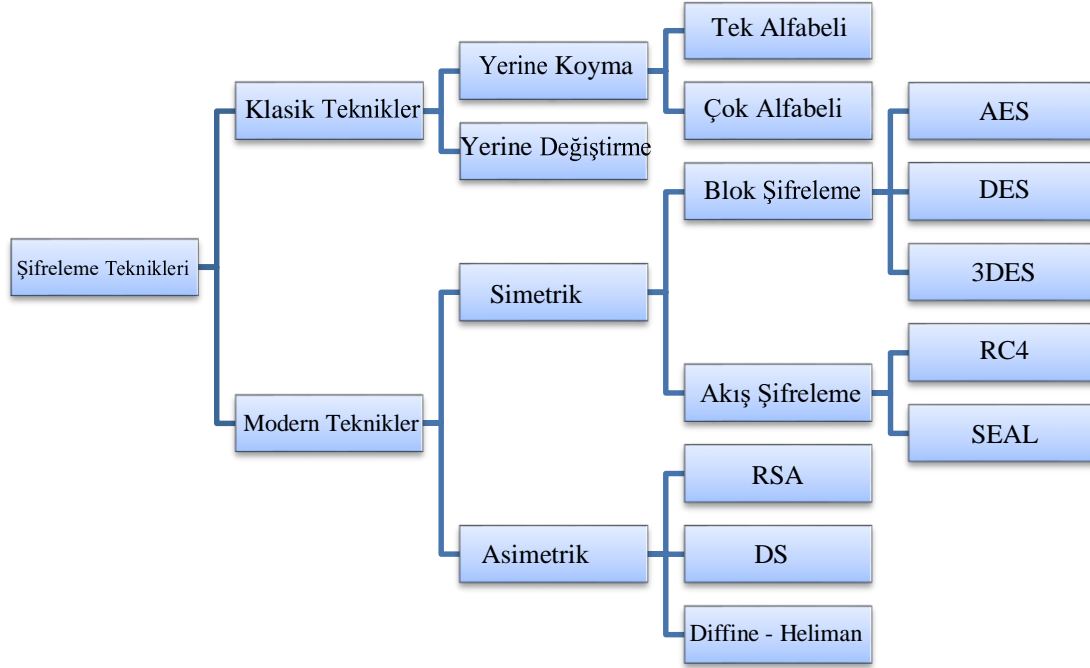 Şifreleme Teknikleri
Klasik Teknikler
Yerine Koyma
Tek Alfabeli
Çok Alfabeli
Yerine Değiştirme
Modern Teknikler
Simetrik
Blok Şifreleme
AES
DES
3DES
Akış Şifreleme
RC4
SEAL
Asimetrik
RSA
DS
Diffine - Heliman